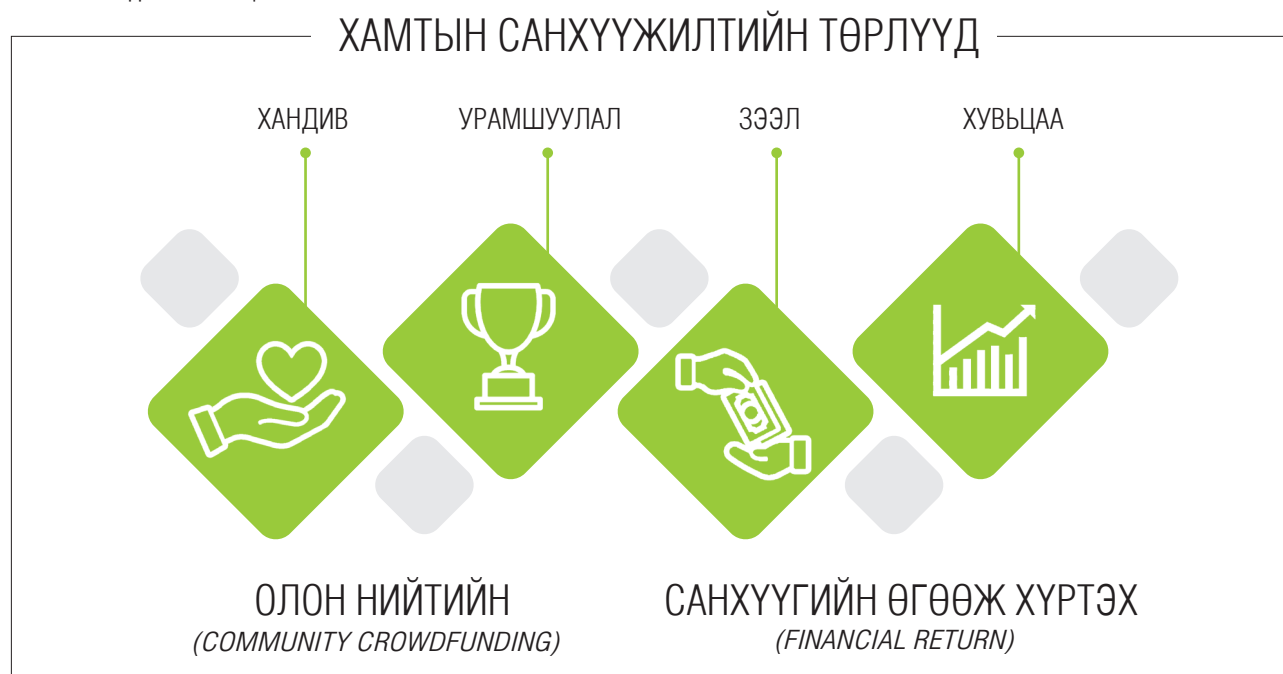 ХАМТЫН САНХҮҮЖИЛТИЙН ТӨРЛҮҮД
ХАНДИВ
УРАМШУУЛАЛ
ЗЭЭЛ
ХУВЬЦАА
ОЛОН НИЙТИЙН
(COMMUNITY CROWDFUNDING)
САНХҮҮГИЙН ӨГӨӨЖ ХҮРТЭХ
(FINANCIAL RETURN)